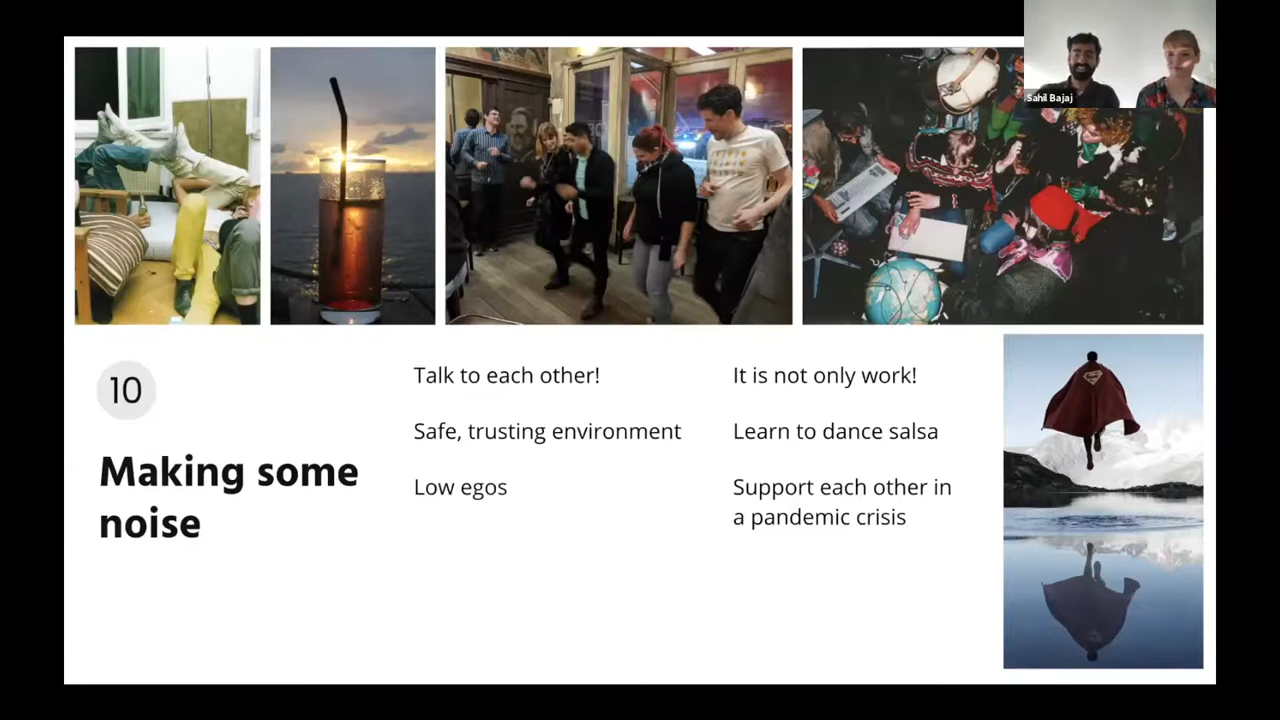 Sahil Bajaj
10
Making some
noise
Talk to each other!
Safe, trusting environment
Low egos
It is not only work!
Learn to dance salsa
Support each other in
a pandemic crisis